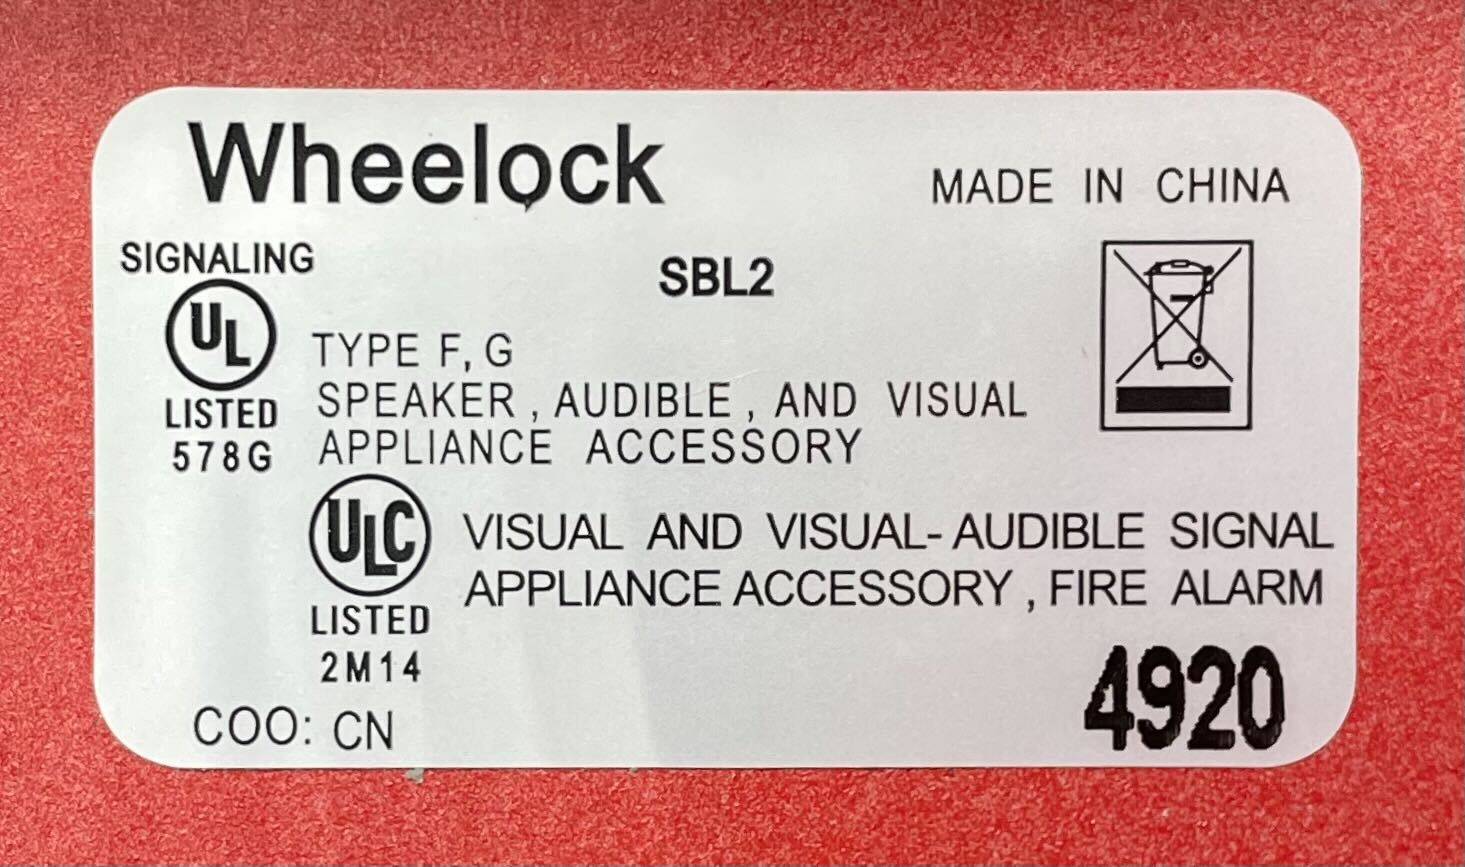 Wheelock
MADE IN CHINA
SIGNALING
SBL2
UL
LISTED
578G
TYPE F, G
SPEAKER , AUDIBLE , AND VISUAL
APPLIANCE ACCESSORY
ULC
LISTED
2M14
VISUAL AND VISUAL- AUDIBLE SIGNAL
APPLIANCE ACCESSORY , FIRE ALARM
COO: CN
4920